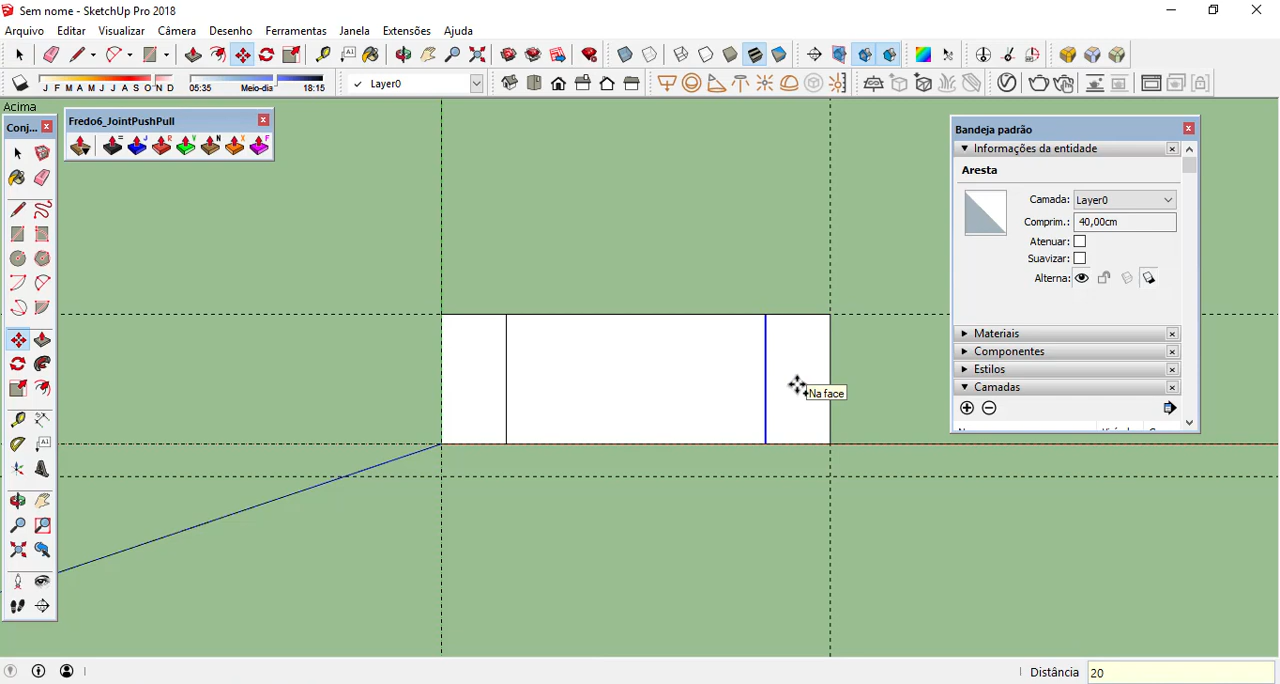 Sem nome - SketchUp Pro 2018
Arquivo Editar Visualizar Câmera Desenho Ferramentas Janela Extensões Ajuda
J F M A M J J A S O N D 05:35 Meio-dia 18:15 Layer0
Acima
Conj...
Fredo6_JointPushPull
Bandeja padrão
Informações da entidade
Aresta
Camada: Layer0
Comprim.: 40,00cm
Atenuar:
Suavizar:
Alterna:
Materiais
Componentes
Estilos
Camadas
Na face
Distância 20